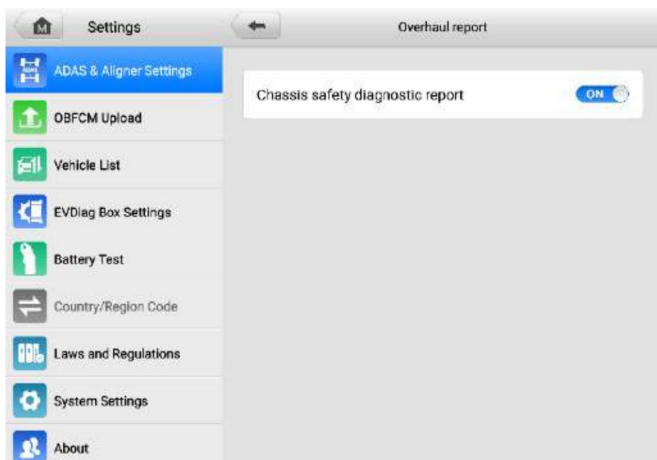 M
Settings
Overhaul report
ADAS
ADAS & Aligner Settings
Chassis safety diagnostic report
ON
OBFCM Upload
Vehicle List
EVDiag Box Settings
Battery Test
Country/Region Code
Laws and Regulations
System Settings
About